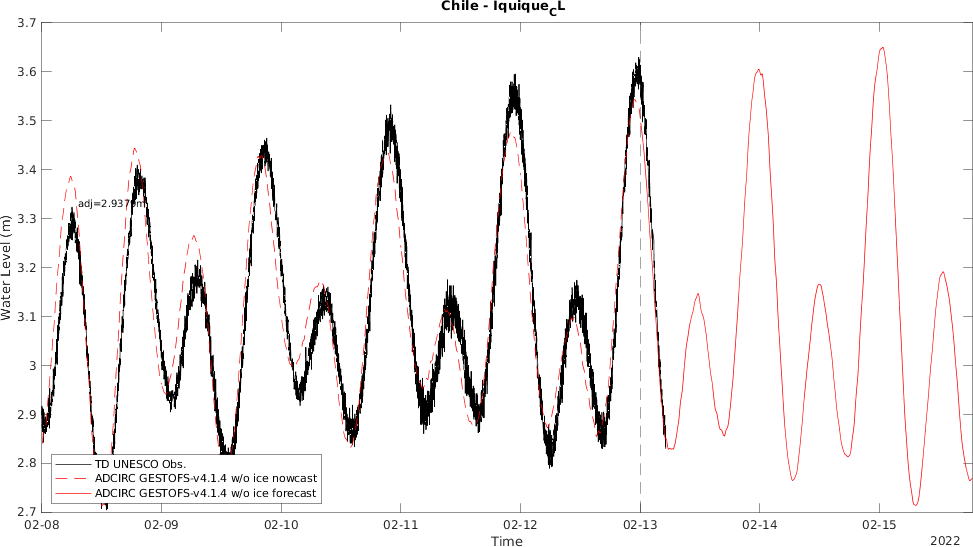 Chile - IquiqueCL
3.7
3.6
3.5
3.4
3.3
3.2
3.1
3
2.9
2.8
2.7
Water Level (m)
adj=2.9379m
TD UNESCO Obs.
ADCIRC GESTOFS-v4.1.4 w/o ice nowcast
ADCIRC GESTOFS-v4.1.4 w/o ice forecast
02-08 02-09 02-10 02-11 02-12 02-13 02-14 02-15
Time
2022